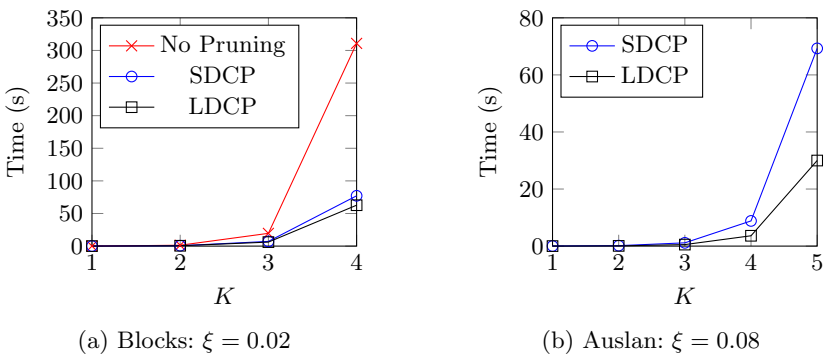 350
300
250
200
150
100
50
0
Time (s)
No Pruning
SDCP
LDCP
1 2 3 4
K
(a) Blocks: ξ = 0.02
80
60
40
20
0
Time (s)
SDCP
LDCP
1 2 3 4 5
K
(b) Auslan: ξ = 0.08